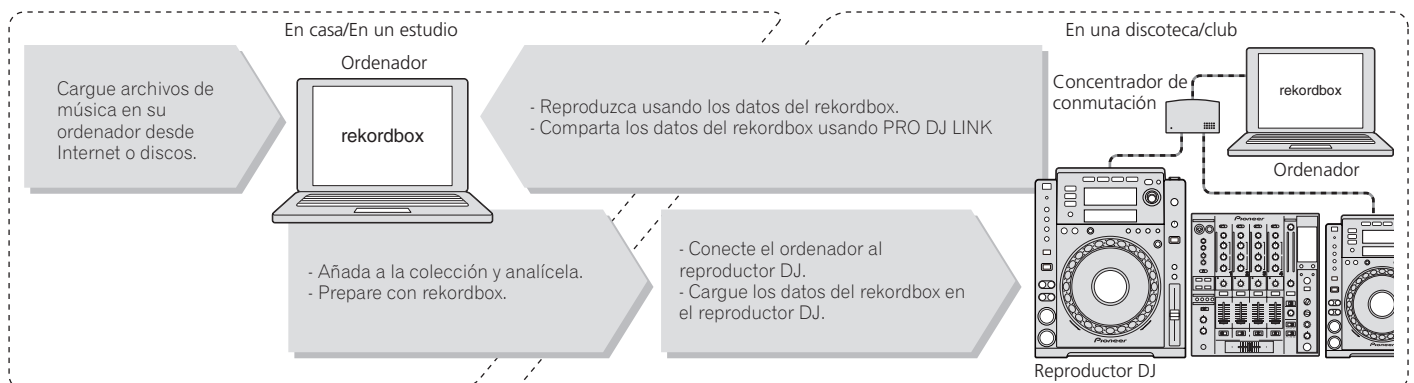 En casa/En un estudio
Ordenador
Cargue archivos de
música en su
ordenador desde
Internet o discos.
rekordbox
- Reproduzca usando los datos del rekordbox.
- Comparta los datos del rekordbox usando PRO DJ LINK
- Añada a la colección y analícela.
- Prepare con rekordbox.
- Conecte el ordenador al
reproductor DJ.
- Cargue los datos del rekordbox en
el reproductor DJ.
En una discoteca/club
Concentrador de
conmutación
rekordbox
Ordenador
Pioneer
Pioneer
Reproductor DJ